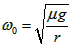 ω₀ = √(μg/r)